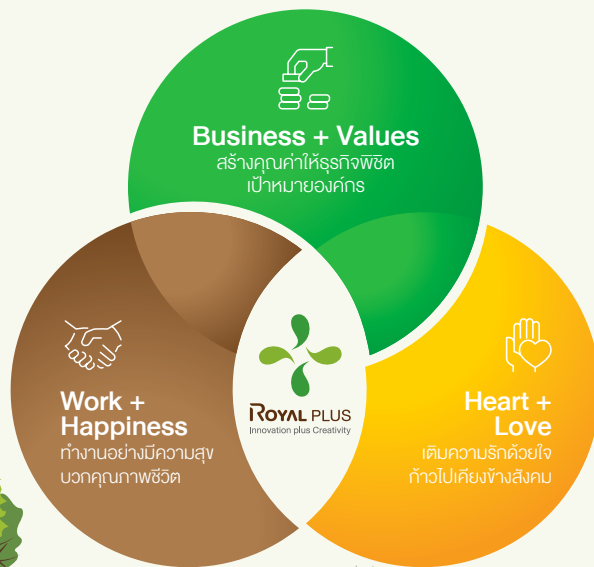 Business + Values
สร้างคุณค่าให้ธุรกิจพิชิต
เป้าหมายองค์กร
Work +
Happiness
ทำงานอย่างมีความสุข
บวกคุณภาพชีวิต
ROYAL PLUS
Innovation plus Creativity
Heart +
Love
เติมความรักด้วยใจ
ก้าวไปเคียงข้างสังคม